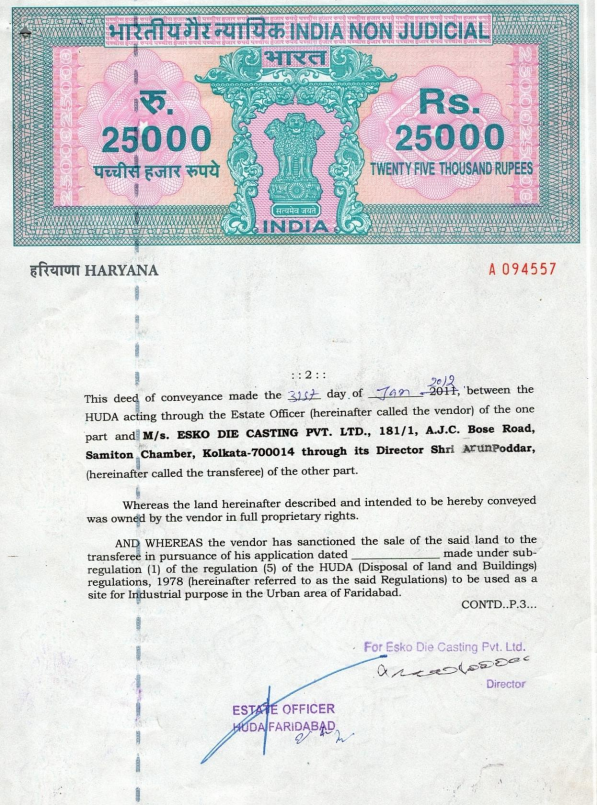 भारतीय गैर न्यायिक INDIA NON JUDICIAL
भारत
रु. 25000
पच्चीस हजार रुपये
Rs. 25000
TWENTY FIVE THOUSAND RUPEES
सत्यमेव जयते
INDIA
हरियाणा HARYANA
A 094557
: : 2 : :
This deed of conveyance made the 31st day of Jan 2012 2011, between the
HUDA acting through the Estate Officer (hereinafter called the vendor) of the one
part and M/s. ESKO DIE CASTING PVT. LTD., 181/1, A.J.C. Bose Road,
Samiton Chamber, Kolkata-700014 through its Director Shri ArunPoddar,
(hereinafter called the transferee) of the other part.
Whereas the land hereinafter described and intended to be hereby conveyed
was owned by the vendor in full proprietary rights.
AND WHEREAS the vendor has sanctioned the sale of the said land to the
transferee in pursuance of his application dated ______________ made under sub-
regulation (1) of the regulation (5) of the HUDA (Disposal of land and Buildings)
regulations, 1978 (hereinafter referred to as the said Regulations) to be used as a
site for Industrial purpose in the Urban area of Faridabad.
CONTD..P.3...
For Esko Die Casting Pvt. Ltd.
Director
ESTATE OFFICER
HUDA FARIDABAD